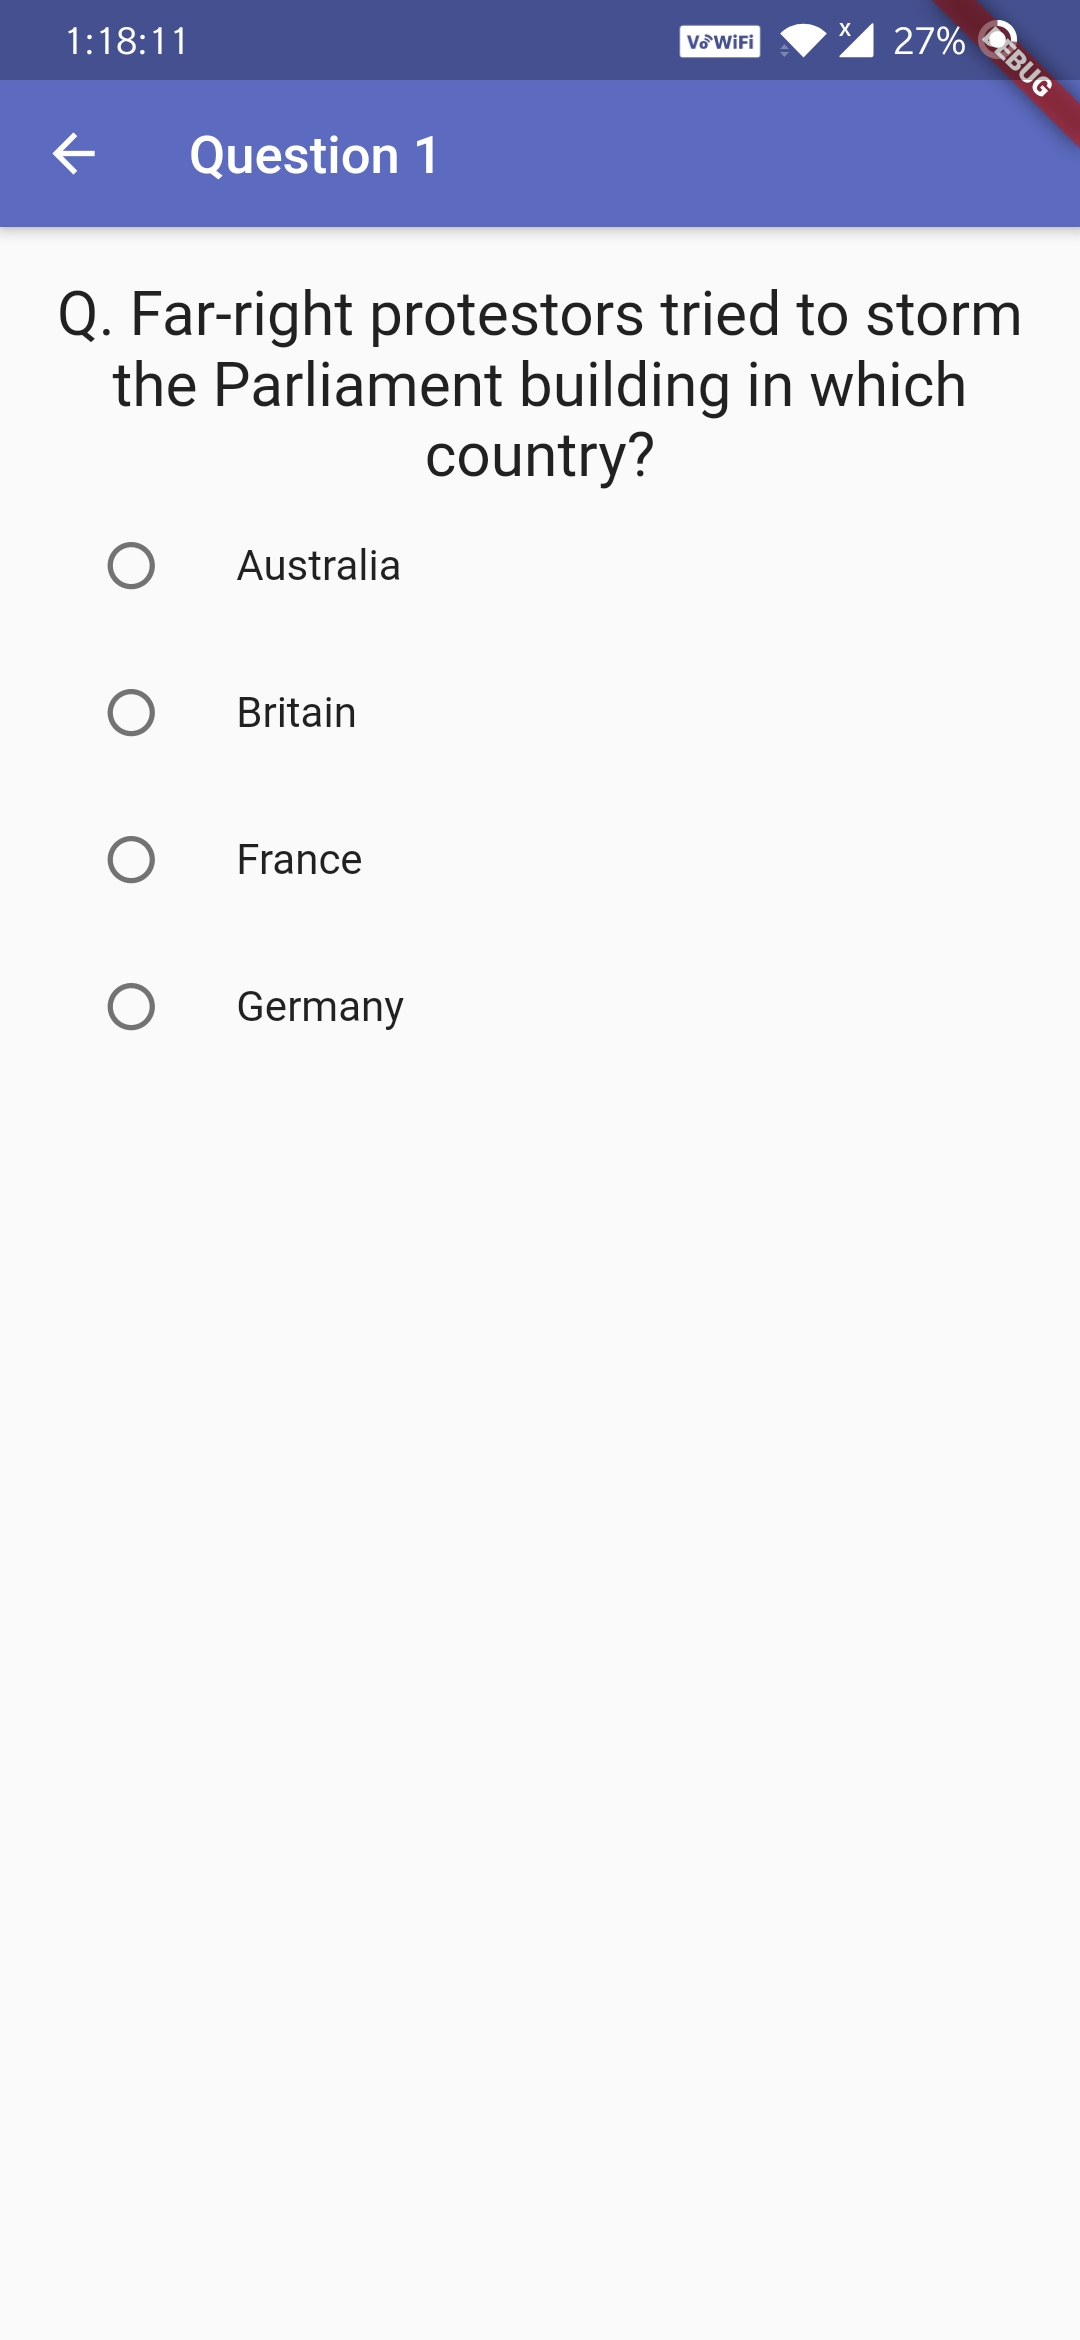 1:18:11 VoWiFi X 27%
DEBUG
Question 1
Q. Far-right protestors tried to storm
the Parliament building in which
country?
Australia
Britain
France
Germany